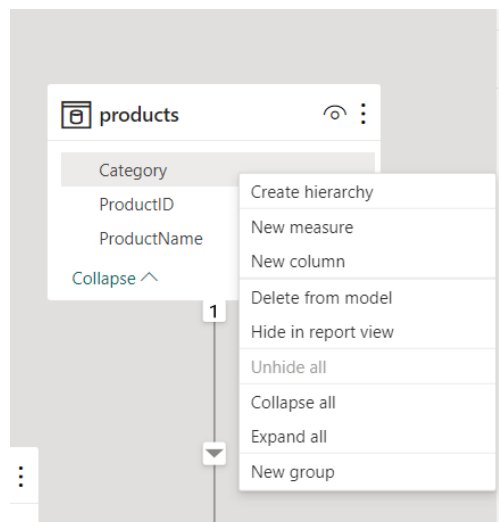 products
Category
ProductID
ProductName
Collapse
1
Create hierarchy
New measure
New column
Delete from model
Hide in report view
Unhide all
Collapse all
Expand all
New group